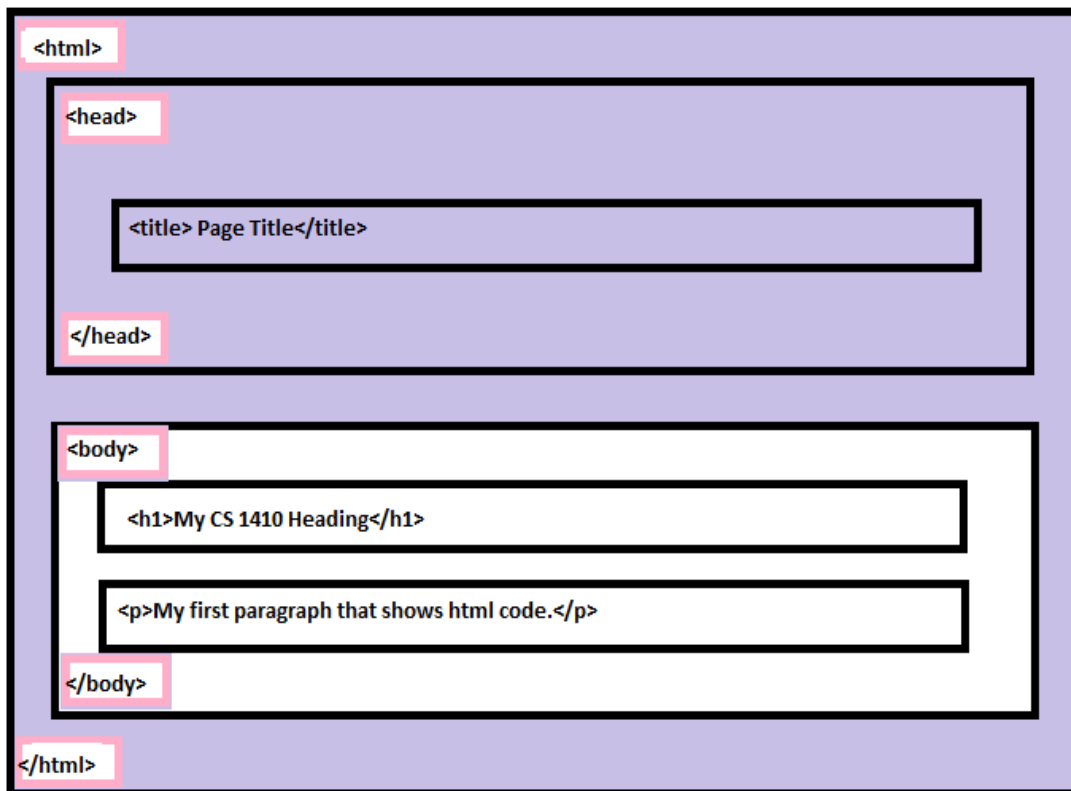 <html>
<head>
<title> Page Title</title>
</head>
<body>
<h1>My CS 1410 Heading</h1>
<p>My first paragraph that shows html code.</p>
</body>
</html>